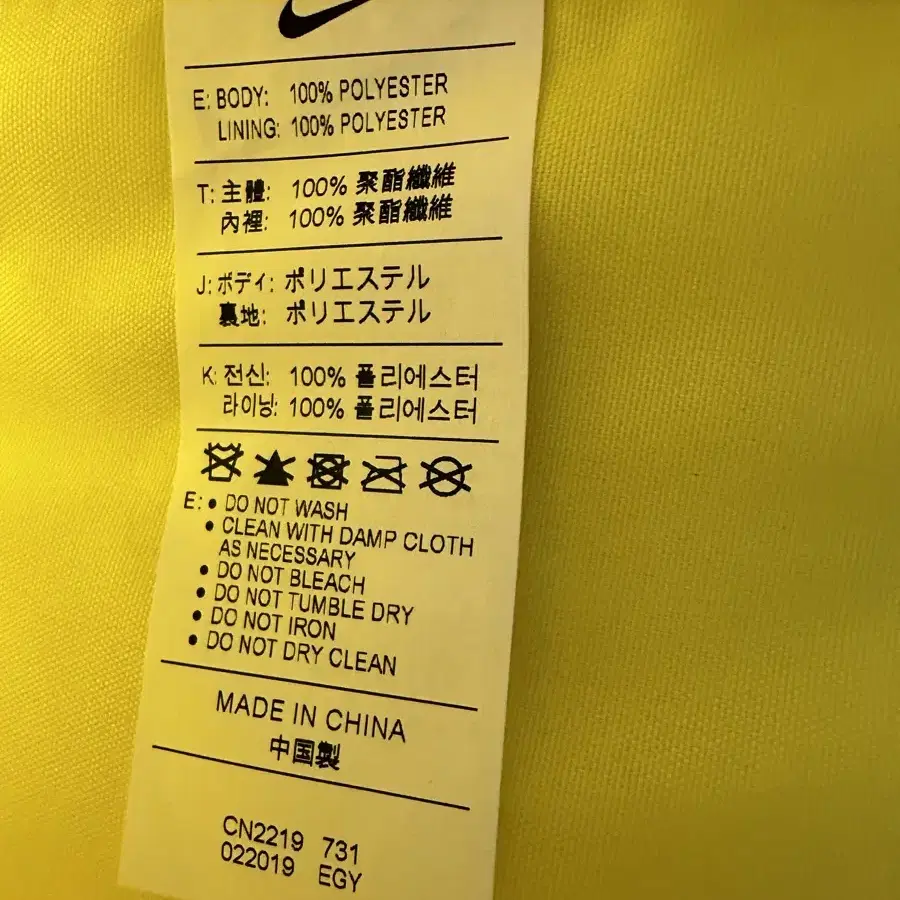 E: BODY: 100% POLYESTER
LINING: 100% POLYESTER
T: 主體: 100% 聚酯纖維
內裡: 100% 聚酯纖維
J: ボディ: ポリエステル
裏地: ポリエステル
K: 전신: 100% 폴리에스터
라이닝: 100% 폴리에스터
E: • DO NOT WASH
• CLEAN WITH DAMP CLOTH
AS NECESSARY
• DO NOT BLEACH
• DO NOT TUMBLE DRY
• DO NOT IRON
• DO NOT DRY CLEAN
MADE IN CHINA
中国製
CN2219 731
022019 EGY